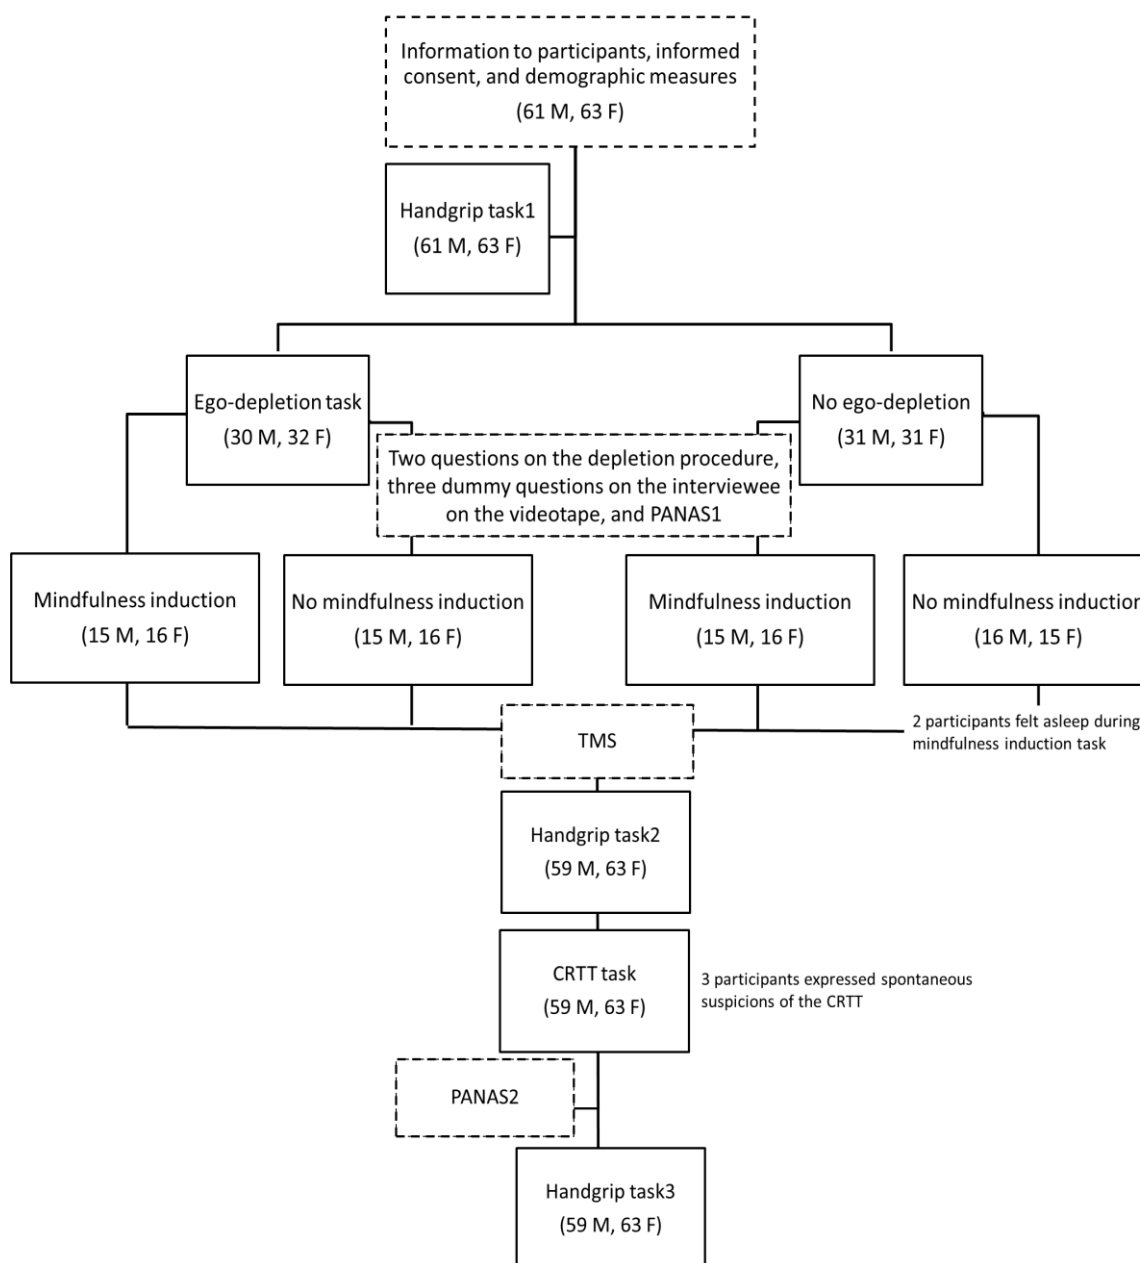 Information to participants, informed
consent, and demographic measures
(61 M, 63 F)
Handgrip task1
(61 M, 63 F)
Ego-depletion task
(30 M, 32 F)
No ego-depletion
(31 M, 31 F)
Two questions on the depletion procedure,
three dummy questions on the interviewee
on the videotape, and PANAS1
Mindfulness induction
(15 M, 16 F)
No mindfulness induction
(15 M, 16 F)
Mindfulness induction
(15 M, 16 F)
No mindfulness induction
(16 M, 15 F)
TMS
2 participants felt asleep during
mindfulness induction task
Handgrip task2
(59 M, 63 F)
CRTT task
(59 M, 63 F)
3 participants expressed spontaneous
suspicions of the CRTT
PANAS2
Handgrip task3
(59 M, 63 F)